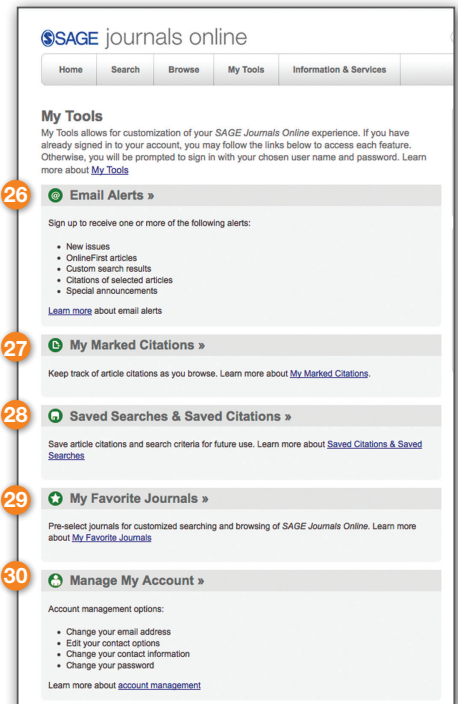 SAGE journals online
Home Search Browse My Tools Information & Services
My Tools
My Tools allows for customization of your SAGE Journals Online experience. If you have
already signed in to your account, you may follow the links below to access each feature.
Otherwise, you will be prompted to sign in with your chosen user name and password. Learn
more about My Tools
26 @ Email Alerts »
Sign up to receive one or more of the following alerts:
• New issues
• OnlineFirst articles
• Custom search results
• Citations of selected articles
• Special announcements
Learn more about email alerts
27 My Marked Citations »
Keep track of article citations as you browse. Learn more about My Marked Citations.
28 Saved Searches & Saved Citations »
Save article citations and search criteria for future use. Learn more about Saved Citations & Saved
Searches
29 My Favorite Journals »
Pre-select journals for customized searching and browsing of SAGE Journals Online. Learn more
about My Favorite Journals
30 Manage My Account »
Account management options:
• Change your email address
• Edit your contact options
• Change your contact information
• Change your password
Learn more about account management